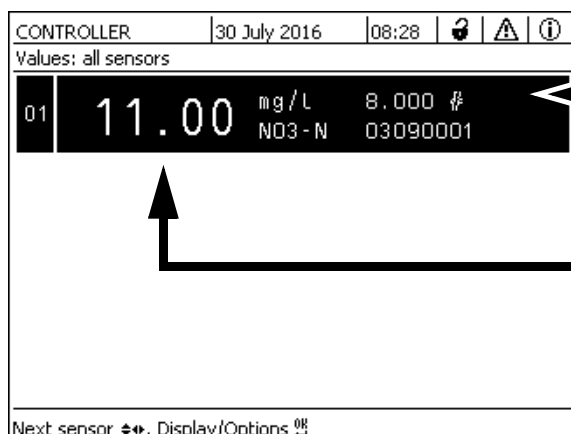 CONTROLLER 30 July 2016 08:28
Values: all sensors
01 11.00 mg/l 8.000
NO3-N 03090001
Next sensor , Display/Options OK